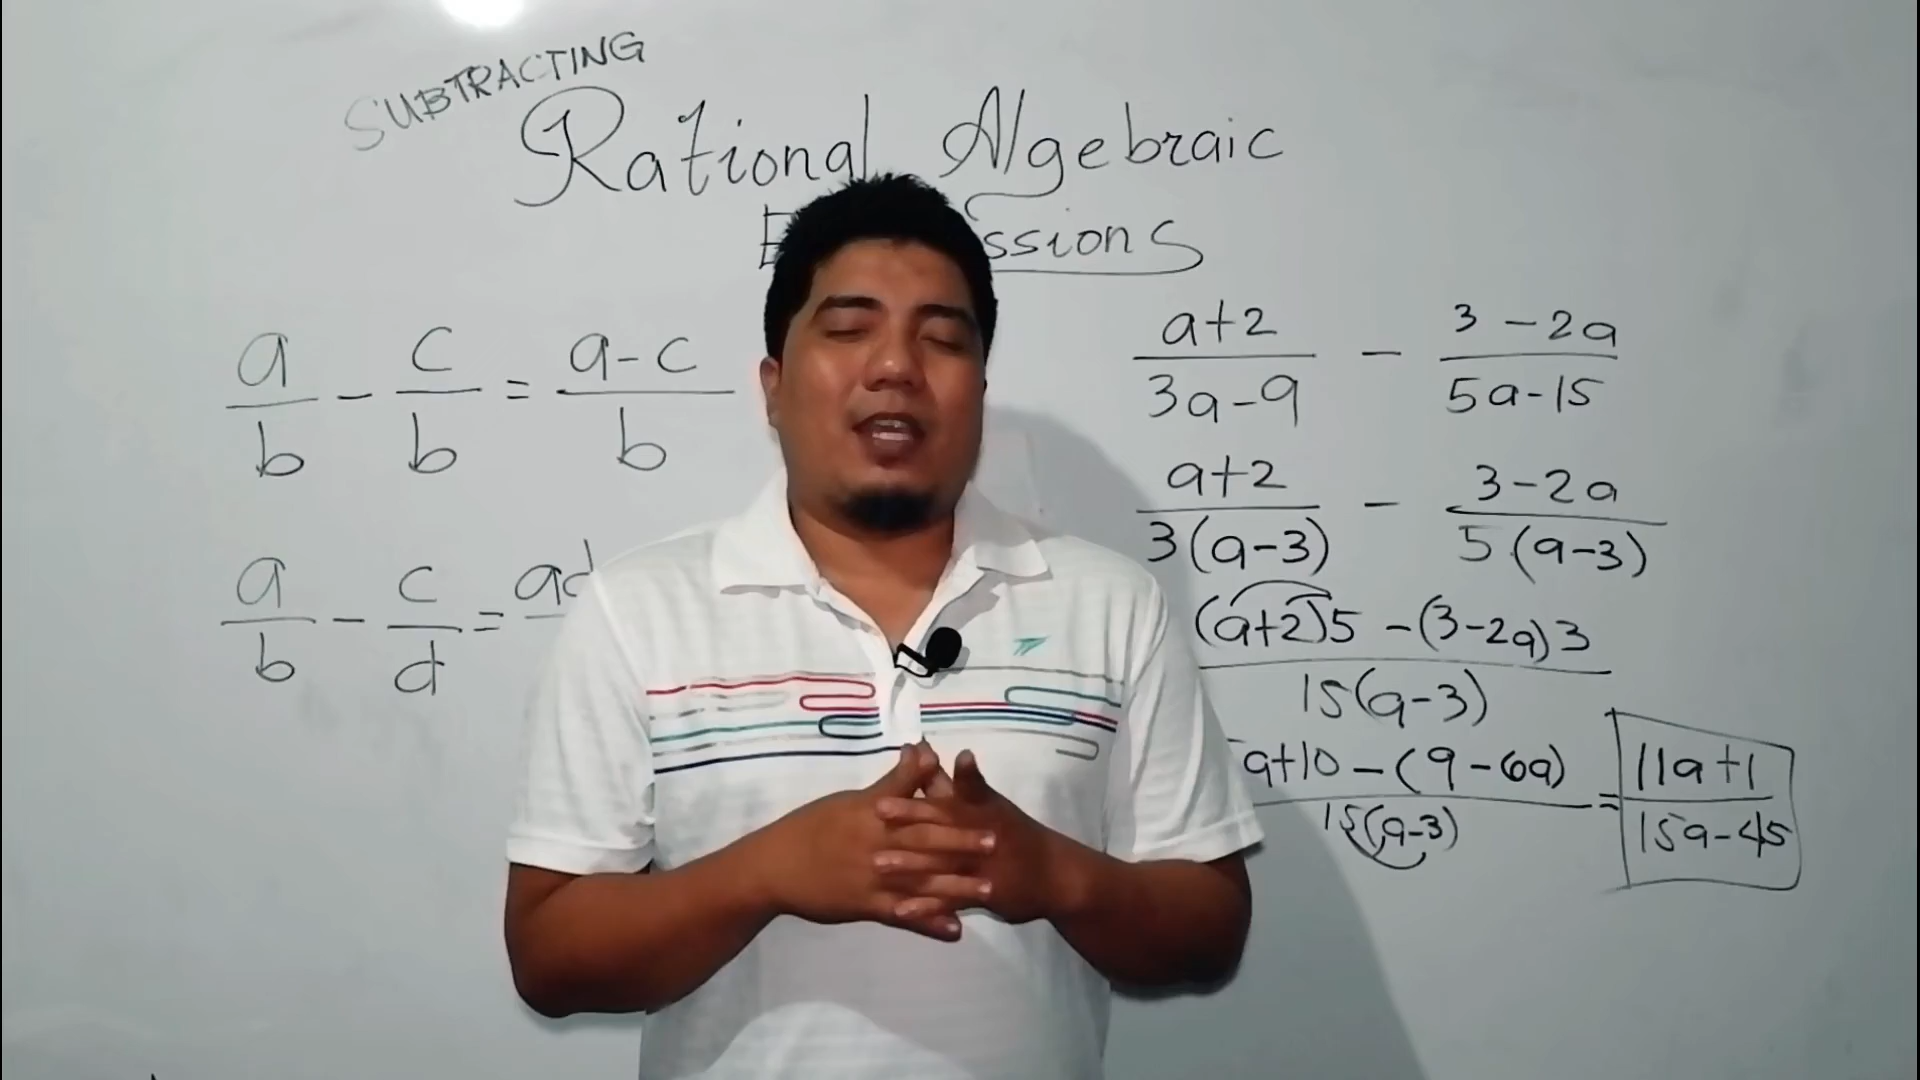 SUBTRACTING
Rational Algebraic
ssions
a/b - c/b = a-c/b
a/b - c/d = ad
a+2/3a-9 - 3-2a/5a-15
a+2/3(a-3) - 3-2a/5(a-3)
(a+2)5 - (3-2a)3/15(a-3)
a+10-(9-6a)/15(a-3) = 11a+1/15a-45